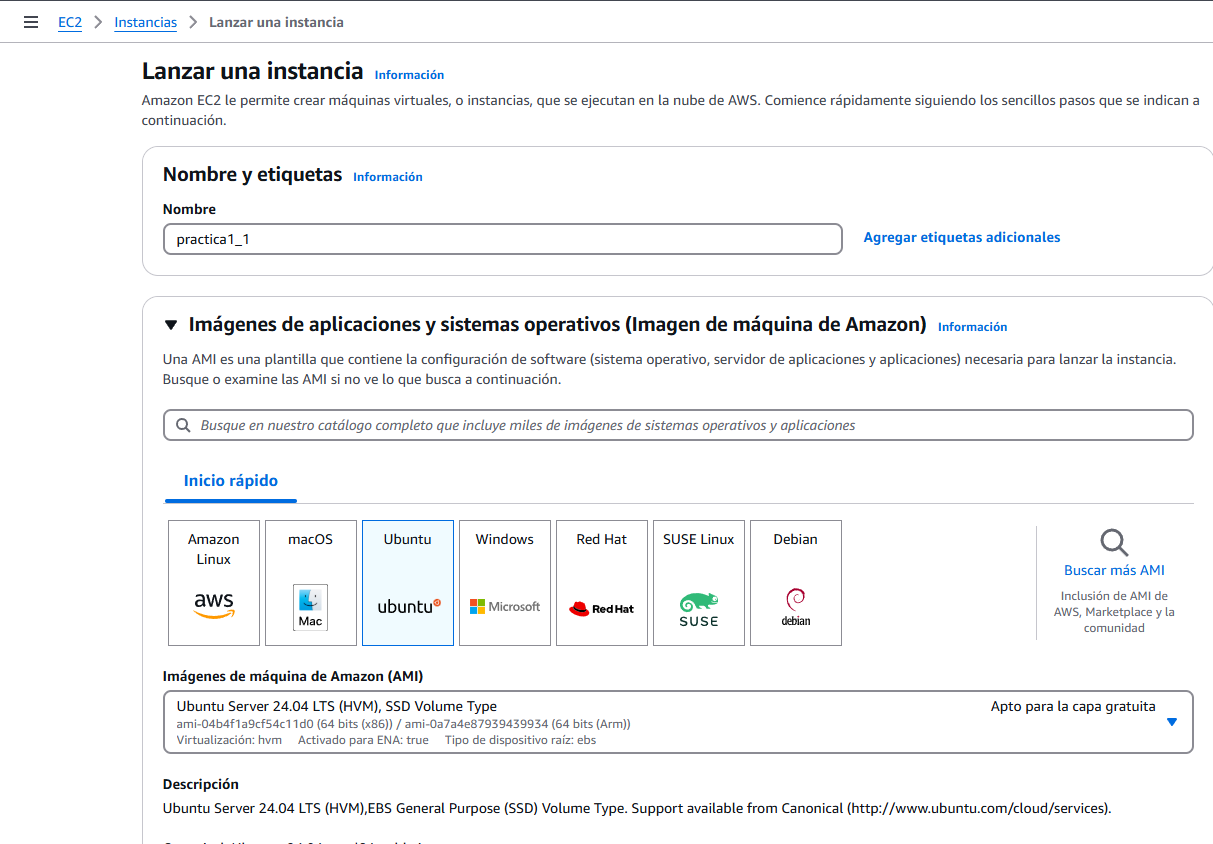 EC2 > Instancias > Lanzar una instancia
Lanzar una instancia Información
Amazon EC2 le permite crear máquinas virtuales, o instancias, que se ejecutan en la nube de AWS. Comience rápidamente siguiendo los sencillos pasos que se indican a
continuación.
Nombre y etiquetas Información
Nombre
practica1_1
Agregar etiquetas adicionales
Imágenes de aplicaciones y sistemas operativos (Imagen de máquina de Amazon) Información
Una AMI es una plantilla que contiene la configuración de software (sistema operativo, servidor de aplicaciones y aplicaciones) necesaria para lanzar la instancia.
Busque o examine las AMI si no ve lo que busca a continuación.
Busque en nuestro catálogo completo que incluye miles de imágenes de sistemas operativos y aplicaciones
Inicio rápido
Amazon
Linux
aws
macOS
Mac
Ubuntu
ubuntu
Windows
Microsoft
Red Hat
Red Hat
SUSE Linux
SUSE
Debian
debian
Buscar más AMI
Inclusión de AMI de
AWS, Marketplace y la
comunidad
Imágenes de máquina de Amazon (AMI)
Ubuntu Server 24.04 LTS (HVM), SSD Volume Type
Apto para la capa gratuita
ami-04b4f1a9cf54c11d0 (64 bits (x86)) / ami-0a7a4e87939439934 (64 bits (Arm))
Virtualización: hvm Activado para ENA: true Tipo de dispositivo raíz: ebs
Descripción
Ubuntu Server 24.04 LTS (HVM),EBS General Purpose (SSD) Volume Type. Support available from Canonical (http://www.ubuntu.com/cloud/services).